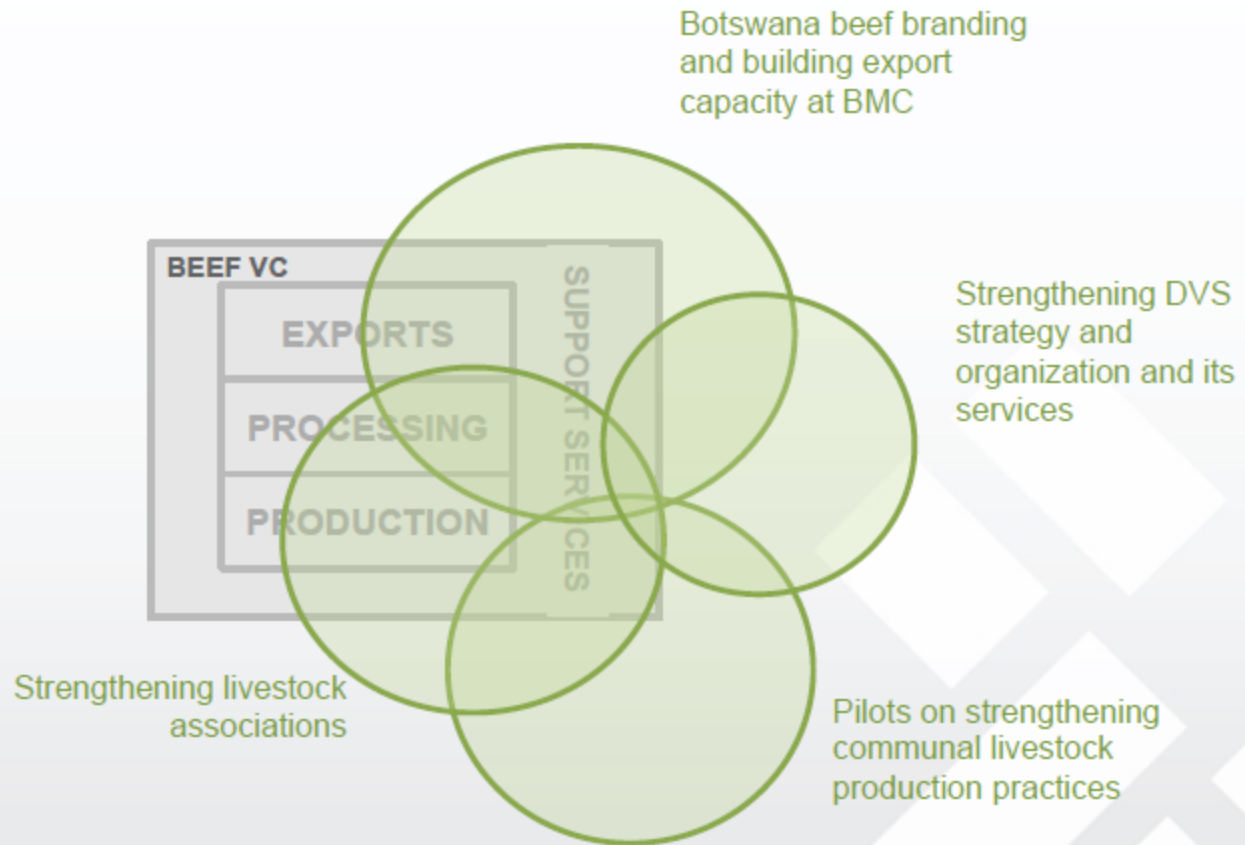 Botswana beef branding
and building export
capacity at BMC
BEEF VC
EXPORTS
PROCESSING
PRODUCTION
SUPPORT SERVICES
Strengthening DVS
strategy and
organization and its
services
Strengthening livestock
associations
Pilots on strengthening
communal livestock
production practices